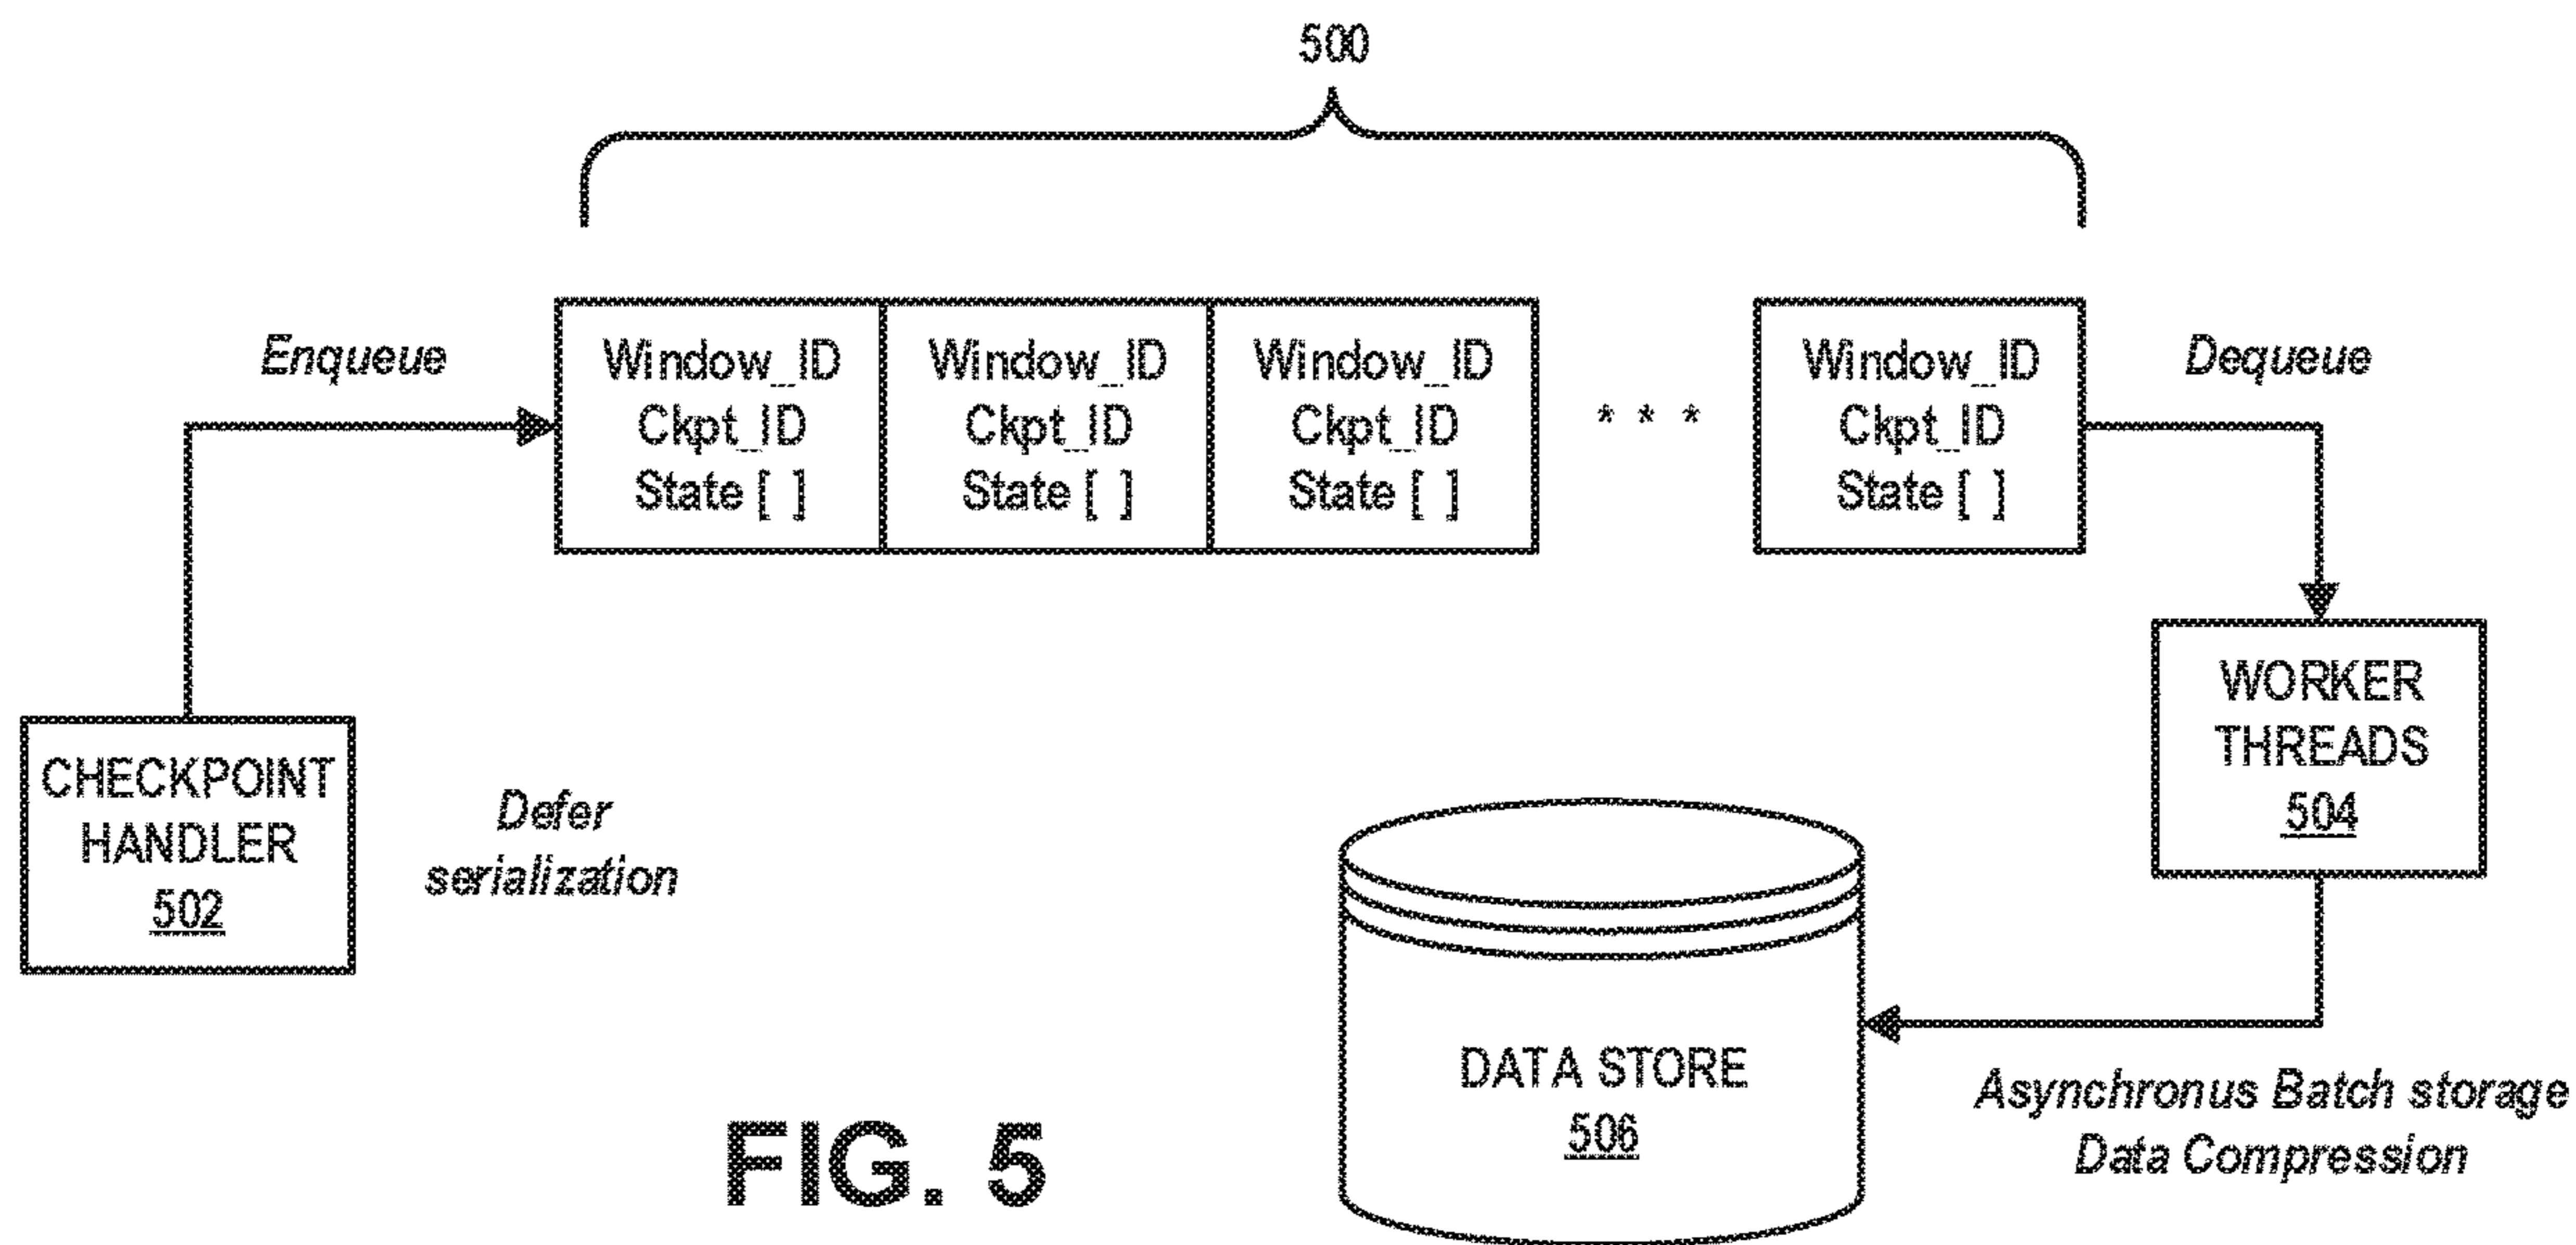 500
Enqueue
Window_ID
Ckpt_ID
State [ ]
Window_ID
Ckpt_ID
State [ ]
Window_ID
Ckpt_ID
State [ ]
* * *
Window_ID
Ckpt_ID
State [ ]
Dequeue
CHECKPOINT
HANDLER
502
Defer
serialization
WORKER
THREADS
504
DATA STORE
506
Asynchronus Batch storage
Data Compression
FIG. 5